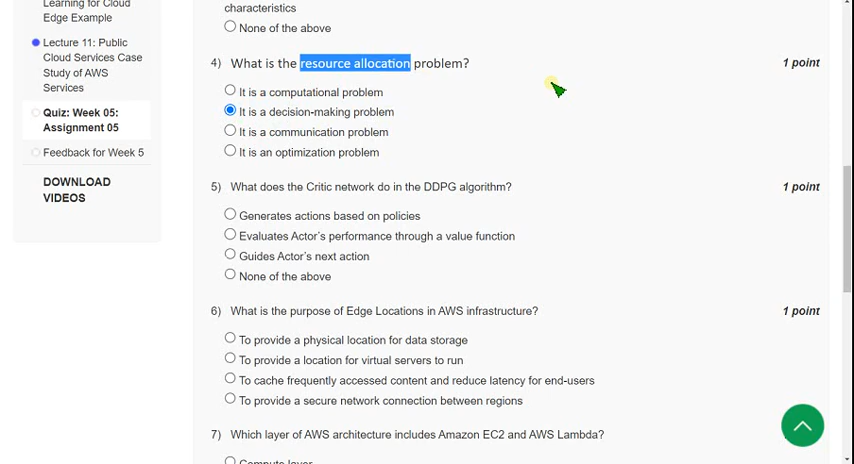 Learning for Cloud
Edge Example
Lecture 11: Public
Cloud Services Case
Study of AWS
Services
Quiz: Week 05:
Assignment 05
Feedback for Week 5
DOWNLOAD
VIDEOS
characteristics
None of the above
4) What is the resource allocation problem? 1 point
It is a computational problem
It is a decision-making problem
It is a communication problem
It is an optimization problem
5) What does the Critic network do in the DDPG algorithm? 1 point
Generates actions based on policies
Evaluates Actor's performance through a value function
Guides Actor's next action
None of the above
6) What is the purpose of Edge Locations in AWS infrastructure? 1 point
To provide a physical location for data storage
To provide a location for virtual servers to run
To cache frequently accessed content and reduce latency for end-users
To provide a secure network connection between regions
7) Which layer of AWS architecture includes Amazon EC2 and AWS Lambda?
Compute layer